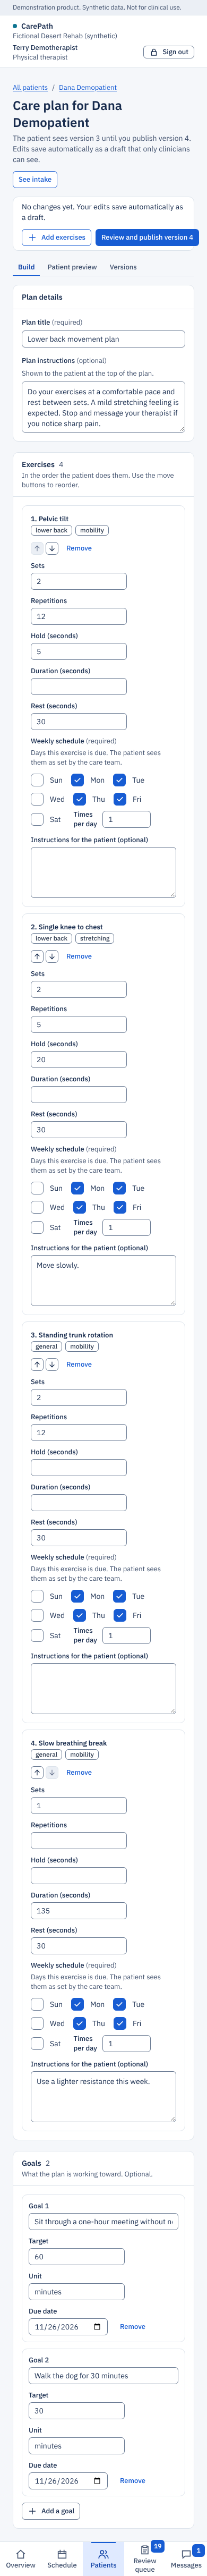 Demonstration product. Synthetic data. Not for clinical use.
CarePath
Fictional Desert Rehab (synthetic)
Terry Demotherapist
Physical therapist
Sign out
All patients / Dana Demopatient
Care plan for Dana
Demopatient
The patient sees version 3 until you publish version 4.
Edits save automatically as a draft that only clinicians
can see.
See intake
No changes yet. Your edits save automatically as
a draft.
Add exercises
Review and publish version 4
Build
Patient preview
Versions
Plan details
Plan title (required)
Lower back movement plan
Plan instructions (optional)
Shown to the patient at the top of the plan.
Do your exercises at a comfortable pace and
rest between sets. A mild stretching feeling is
expected. Stop and message your therapist if
you notice sharp pain.
Exercises 4
In the order the patient does them. Use the move
buttons to reorder.
1. Pelvic tilt
lower back mobility
Remove
Sets
2
Repetitions
12
Hold (seconds)
5
Duration (seconds)
Rest (seconds)
30
Weekly schedule (required)
Days this exercise is due. The patient sees
them as set by the care team.
Sun Mon Tue
Wed Thu Fri
Sat Times per day 1
Instructions for the patient (optional)
2. Single knee to chest
lower back stretching
Remove
Sets
2
Repetitions
5
Hold (seconds)
20
Duration (seconds)
Rest (seconds)
30
Weekly schedule (required)
Days this exercise is due. The patient sees
them as set by the care team.
Sun Mon Tue
Wed Thu Fri
Sat Times per day 1
Instructions for the patient (optional)
Move slowly.
3. Standing trunk rotation
general mobility
Remove
Sets
2
Repetitions
12
Hold (seconds)
Duration (seconds)
Rest (seconds)
30
Weekly schedule (required)
Days this exercise is due. The patient sees
them as set by the care team.
Sun Mon Tue
Wed Thu Fri
Sat Times per day 1
Instructions for the patient (optional)
4. Slow breathing break
general mobility
Remove
Sets
1
Repetitions
Hold (seconds)
Duration (seconds)
135
Rest (seconds)
30
Weekly schedule (required)
Days this exercise is due. The patient sees
them as set by the care team.
Sun Mon Tue
Wed Thu Fri
Sat Times per day 1
Instructions for the patient (optional)
Use a lighter resistance this week.
Goals 2
What the plan is working toward. Optional.
Goal 1
Sit through a one-hour meeting without
Target
60
Unit
minutes
Due date
11/26/2026
Remove
Goal 2
Walk the dog for 30 minutes
Target
30
Unit
minutes
Due date
11/26/2026
Remove
Add a goal
Overview
Schedule
Patients
Review queue 19
Messages 1